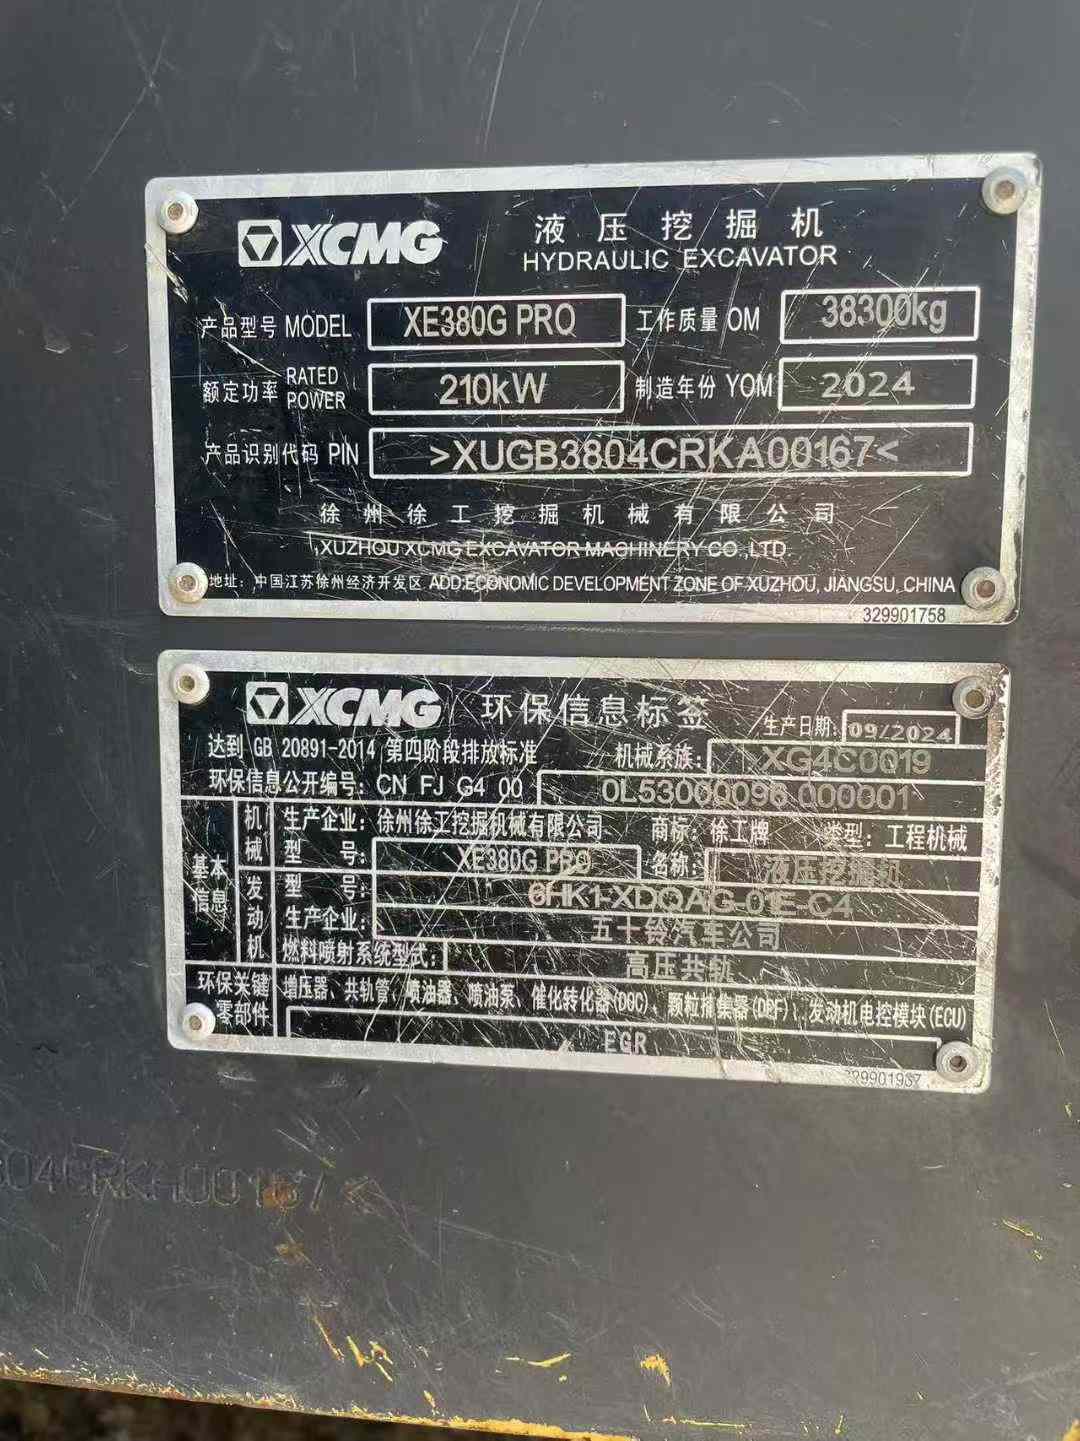 XCMG 液压挖掘机
HYDRAULIC EXCAVATOR
产品型号 MODEL XE380G PRO 工作质量 OM 38300kg
额定功率 RATED POWER 210kW 制造年份 YOM 2024
产品识别代码 PIN >XUGB3804CRKA00167<
徐州徐工挖掘机械有限公司
XUZHOU XCMG EXCAVATOR MACHINERY CO.,LTD.
地址：中国江苏徐州经济开发区 ADD:ECONOMIC DEVELOPMENT ZONE OF XUZHOU, JIANGSU, CHINA
329901758
XCMG 环保信息标签 生产日期: 09/2024
达到 GB 20891-2014 第四阶段排放标准 机械系族: XG4C0019
环保信息公开编号: CN FJ G4 00 0L53000096 000001
基本信息
机械 生产企业: 徐州徐工挖掘机械有限公司 商标: 徐工牌 类型: 工程机械
型号: XE380G PRO 名称: 液压挖掘机
发动机 型号: 6HK1-XDQAG-01E-C4
生产企业: 五十铃汽车公司
燃料喷射系统型式: 高压共轨
环保关键零部件 增压器、共轨管、喷油器、喷油泵、催化转化器(DOC)、颗粒捕集器(DPF)、发动机电控模块(ECU)
EGR
329901937
804CRKA00167<